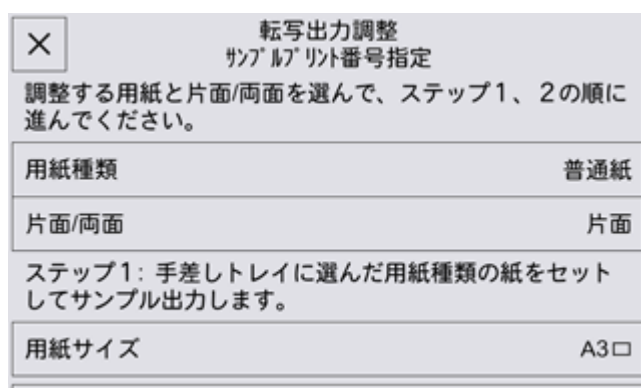 ×
転写出力調整
ｻﾝﾌﾟﾙﾌﾟﾘﾝﾄ番号指定
調整する用紙と片面/両面を選んで、ステップ1、2の順に
進んでください。
用紙種類 普通紙
片面/両面 片面
ステップ1: 手差しトレイに選んだ用紙種類の紙をセット
してサンプル出力します。
用紙サイズ A3▭